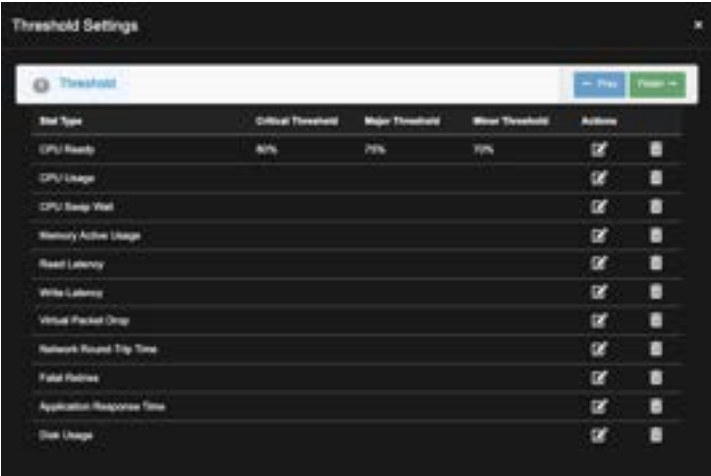 Threshold Settings ×
Threshold ← Prev Finish →
Stat Type Critical Threshold Major Threshold Minor Threshold Actions
CPU Ready 80% 75% 70%
CPU Usage
CPU Swap Wait
Memory Active Usage
Read Latency
Write Latency
Virtual Packet Drop
Network Round Trip Time
Fatal Retries
Application Response Time
Disk Usage